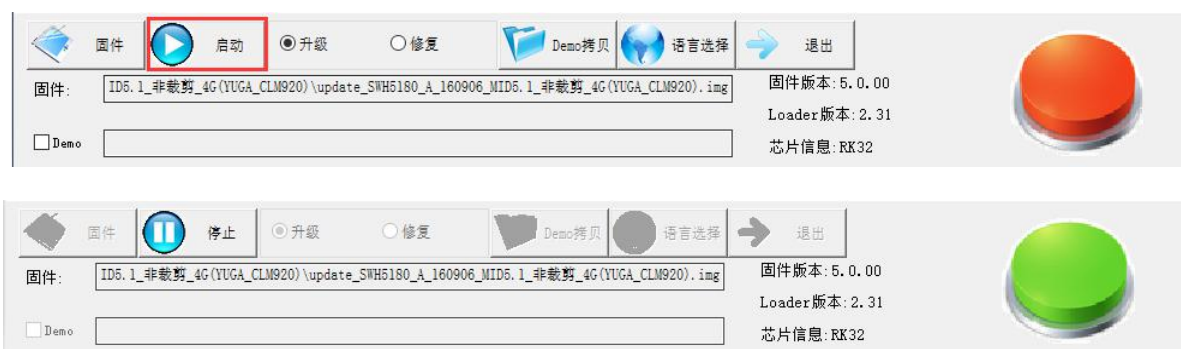 固件 启动 升级 修复 Demo拷贝 语言选择 退出
固件: ID5.1_非裁剪_4G(YUGA_CLM920)\update_SWH5180_A_160906_MID5.1_非裁剪_4G(YUGA_CLM920).img 固件版本:5.0.00
Loader版本:2.31
Demo 芯片信息:RK32
固件 停止 升级 修复 Demo拷贝 语言选择 退出
固件: ID5.1_非裁剪_4G(YUGA_CLM920)\update_SWH5180_A_160906_MID5.1_非裁剪_4G(YUGA_CLM920).img 固件版本:5.0.00
Loader版本:2.31
Demo 芯片信息:RK32